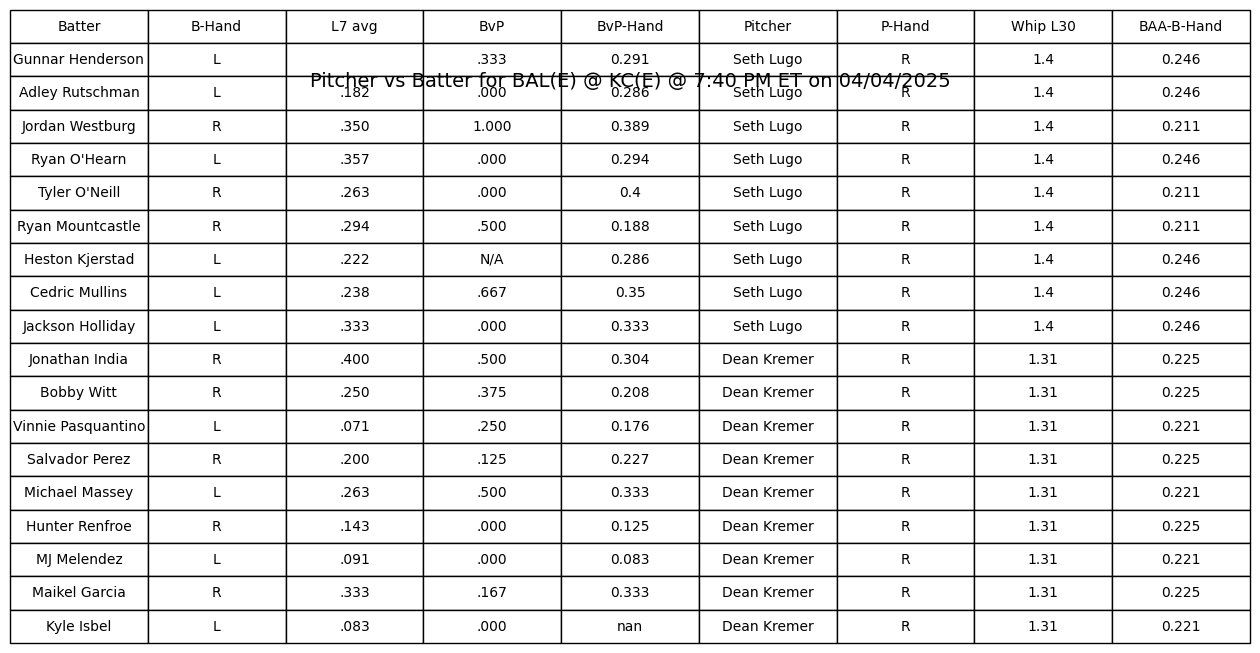 Batter B-Hand L7 avg BvP BvP-Hand Pitcher P-Hand Whip L30 BAA-B-Hand
Gunnar Henderson L .333 0.291 Seth Lugo R 1.4 0.246
Pitcher vs Batter for BAL(E) @ KC(E) @ 7:40 PM ET on 04/04/2025
Adley Rutschman L .182 .000 0.286 Seth Lugo R 1.4 0.246
Jordan Westburg R .350 1.000 0.389 Seth Lugo R 1.4 0.211
Ryan O'Hearn L .357 .000 0.294 Seth Lugo R 1.4 0.246
Tyler O'Neill R .263 .000 0.4 Seth Lugo R 1.4 0.211
Ryan Mountcastle R .294 .500 0.188 Seth Lugo R 1.4 0.211
Heston Kjerstad L .222 N/A 0.286 Seth Lugo R 1.4 0.246
Cedric Mullins L .238 .667 0.35 Seth Lugo R 1.4 0.246
Jackson Holliday L .333 .000 0.333 Seth Lugo R 1.4 0.246
Jonathan India R .400 .500 0.304 Dean Kremer R 1.31 0.225
Bobby Witt R .250 .375 0.208 Dean Kremer R 1.31 0.225
Vinnie Pasquantino L .071 .250 0.176 Dean Kremer R 1.31 0.221
Salvador Perez R .200 .125 0.227 Dean Kremer R 1.31 0.225
Michael Massey L .263 .500 0.333 Dean Kremer R 1.31 0.221
Hunter Renfroe R .143 .000 0.125 Dean Kremer R 1.31 0.225
MJ Melendez L .091 .000 0.083 Dean Kremer R 1.31 0.221
Maikel Garcia R .333 .167 0.333 Dean Kremer R 1.31 0.225
Kyle Isbel L .083 .000 nan Dean Kremer R 1.31 0.221